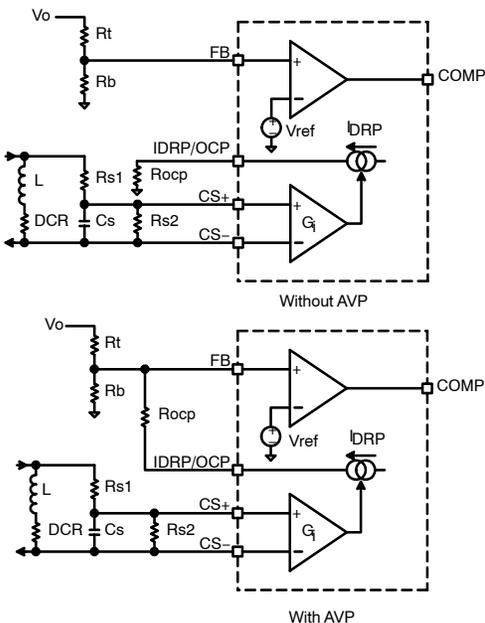 Vo
Rt
FB
+
COMP
Rb
−
+
−
Vref
IDRP
IDRP/OCP
L
Rs1
Rocp
CS+
+
DCR
Cs
Rs2
Gi
CS−
−
Without AVP
Vo
Rt
FB
+
COMP
Rb
Rocp
−
+
−
Vref
IDRP
IDRP/OCP
L
Rs1
CS+
+
DCR
Cs
Rs2
Gi
CS−
−
With AVP